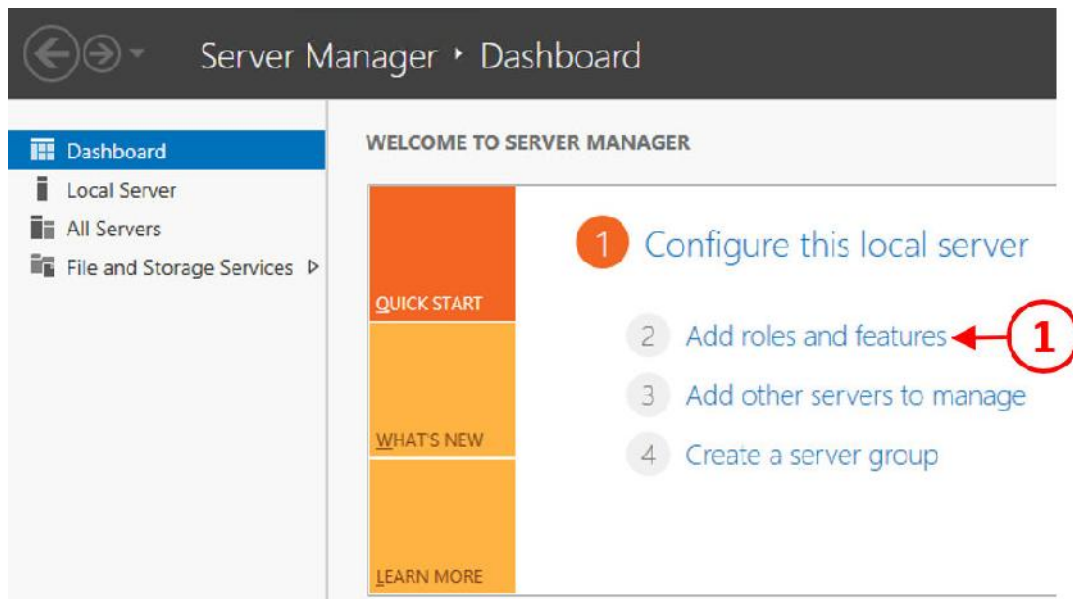 Server Manager ‣ Dashboard
Dashboard
Local Server
All Servers
File and Storage Services
WELCOME TO SERVER MANAGER
QUICK START
WHAT'S NEW
LEARN MORE
1 Configure this local server
2 Add roles and features 1
3 Add other servers to manage
4 Create a server group